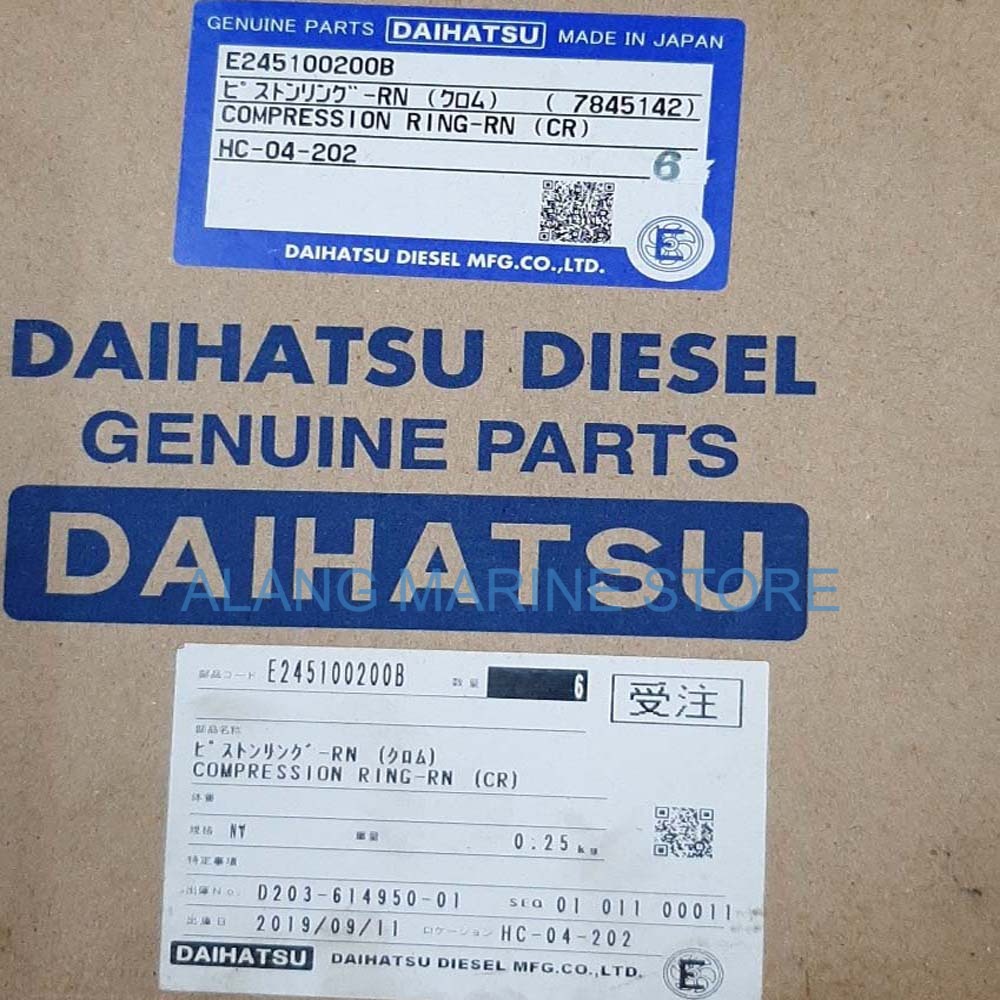 GENUINE PARTS DAIHATSU MADE IN JAPAN
E245100200B
ピストンリング-RN (クロム) ( 7845142)
COMPRESSION RING-RN (CR)
HC-04-202
6
E
DAIHATSU DIESEL MFG.CO.,LTD.
DAIHATSU DIESEL
GENUINE PARTS
DAIHATSU
ALANG MARINE STORE
部品コード E245100200B 数量 6 受注
部品名称
ピストンリング-RN (クロム)
COMPRESSION RING-RN (CR)
規格 重量 0.25 kg
特定事項
出庫No. D203-614950-01 SEQ 01 011 00011
出庫日 2019/09/11 ロケーション HC-04-202
DAIHATSU DAIHATSU DIESEL MFG.CO.,LTD. E